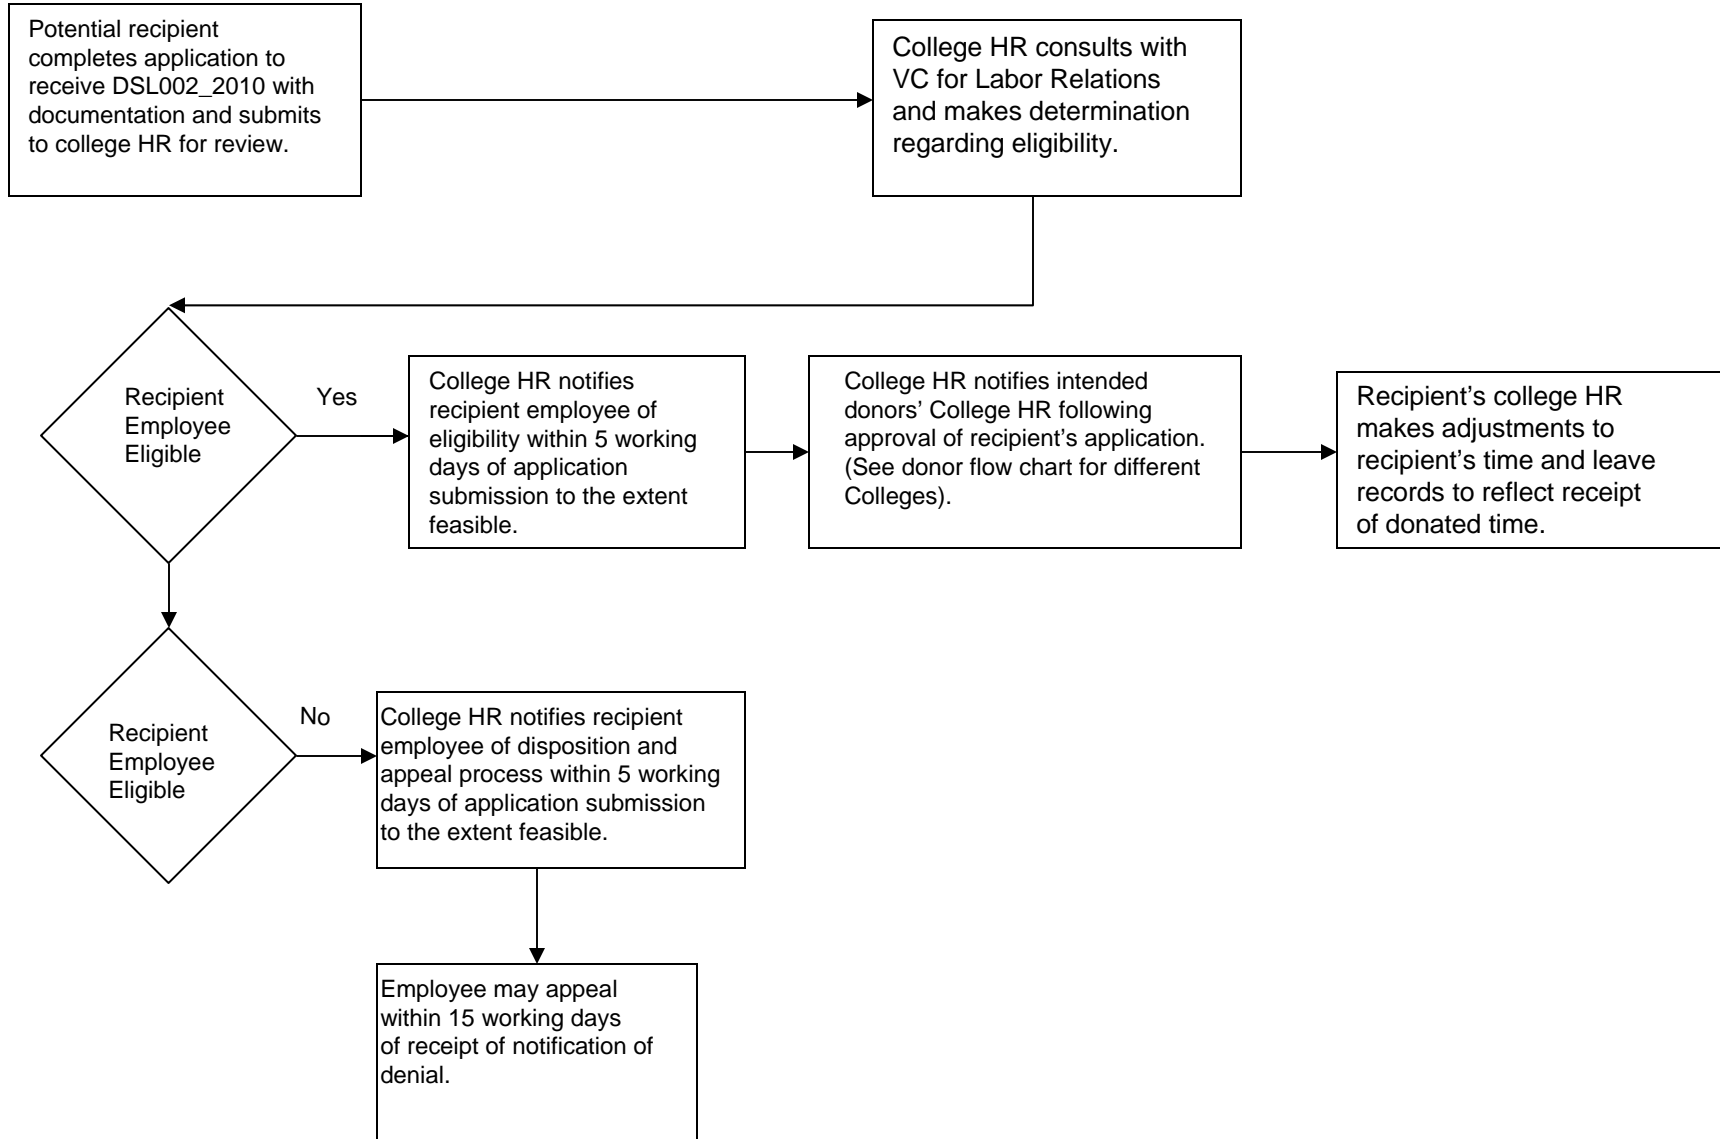 Potential recipient
completes application to
receive DSL002_2010 with
documentation and submits
to college HR for review.
College HR consults with
VC for Labor Relations
and makes determination
regarding eligibility.
Recipient
Employee
Eligible
Yes
College HR notifies
recipient employee of
eligibility within 5 working
days of application
submission to the extent
feasible.
College HR notifies intended
donors’ College HR following
approval of recipient’s application.
(See donor flow chart for different
Colleges).
Recipient’s college HR
makes adjustments to
recipient’s time and leave
records to reflect receipt
of donated time.
Recipient
Employee
Eligible
No
College HR notifies recipient
employee of disposition and
appeal process within 5 working
days of application submission
to the extent feasible.
Employee may appeal
within 15 working days
of receipt of notification of
denial.